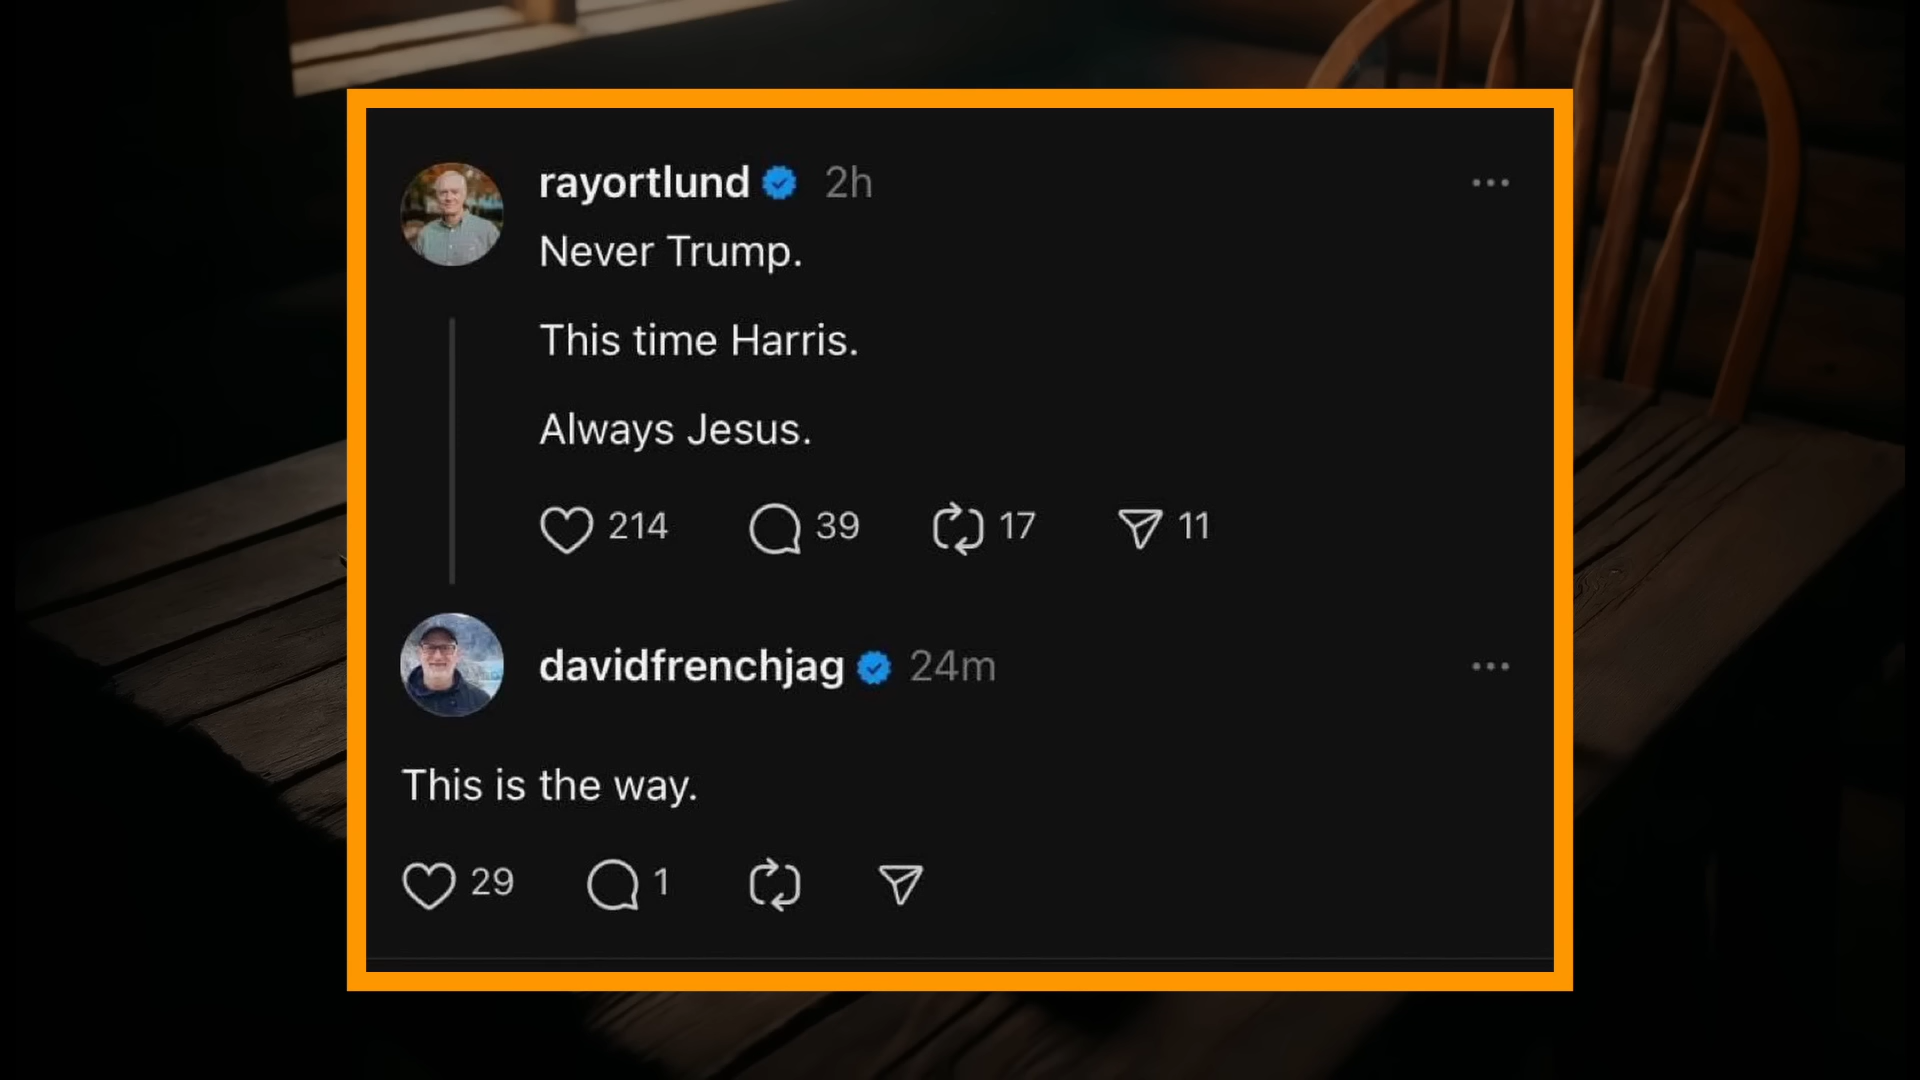 rayortlund 2h
Never Trump.
This time Harris.
Always Jesus.
214 39 17 11
davidfrenchjag 24m
This is the way.
29 1